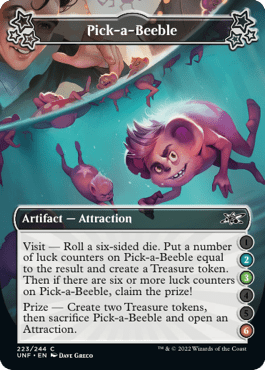 Pick-a-Beeble
Artifact — Attraction
Visit — Roll a six-sided die. Put a number
of luck counters on Pick-a-Beeble equal
to the result and create a Treasure token.
Then if there are six or more luck counters
on Pick-a-Beeble, claim the prize!
Prize — Create two Treasure tokens,
then sacrifice Pick-a-Beeble and open an
Attraction.
1
2
3
4
5
6
223/244 C
UNF • EN Dave Greco
™ & © 2022 Wizards of the Coast